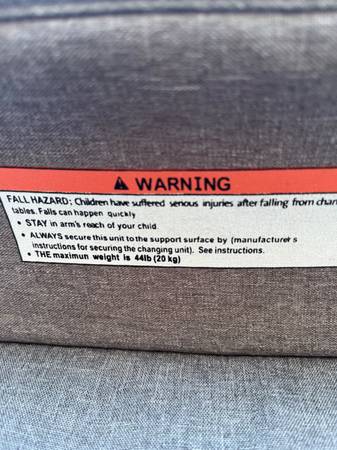 WARNING
FALL HAZARD: Children have suffered serious injuries after falling from
tables. Falls can happen quickly
• STAY in arm's reach of your child
• ALWAYS secure this unit to the support surface by (manufacturer s
instructions for securing the changing unit). See instructions.
• THE maximun weight is 44lb (20 kg)